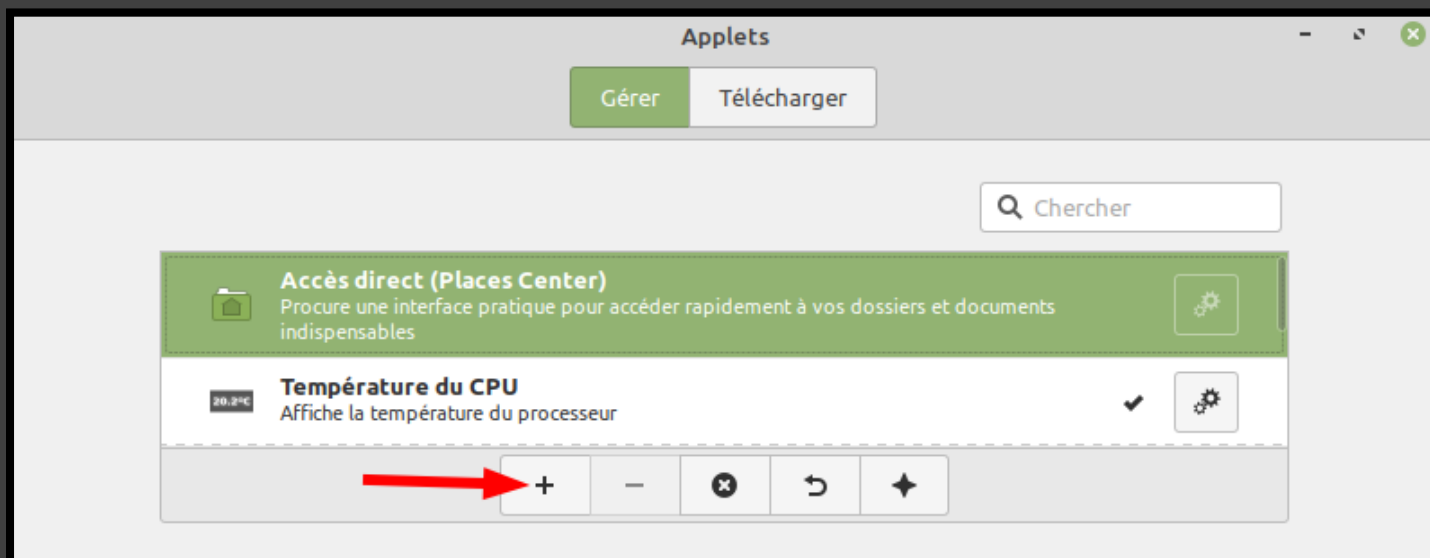 Applets
Gérer
Télécharger
Chercher
Accès direct (Places Center)
Procure une interface pratique pour accéder rapidement à vos dossiers et documents
indispensables
20.2°C
Température du CPU
Affiche la température du processeur